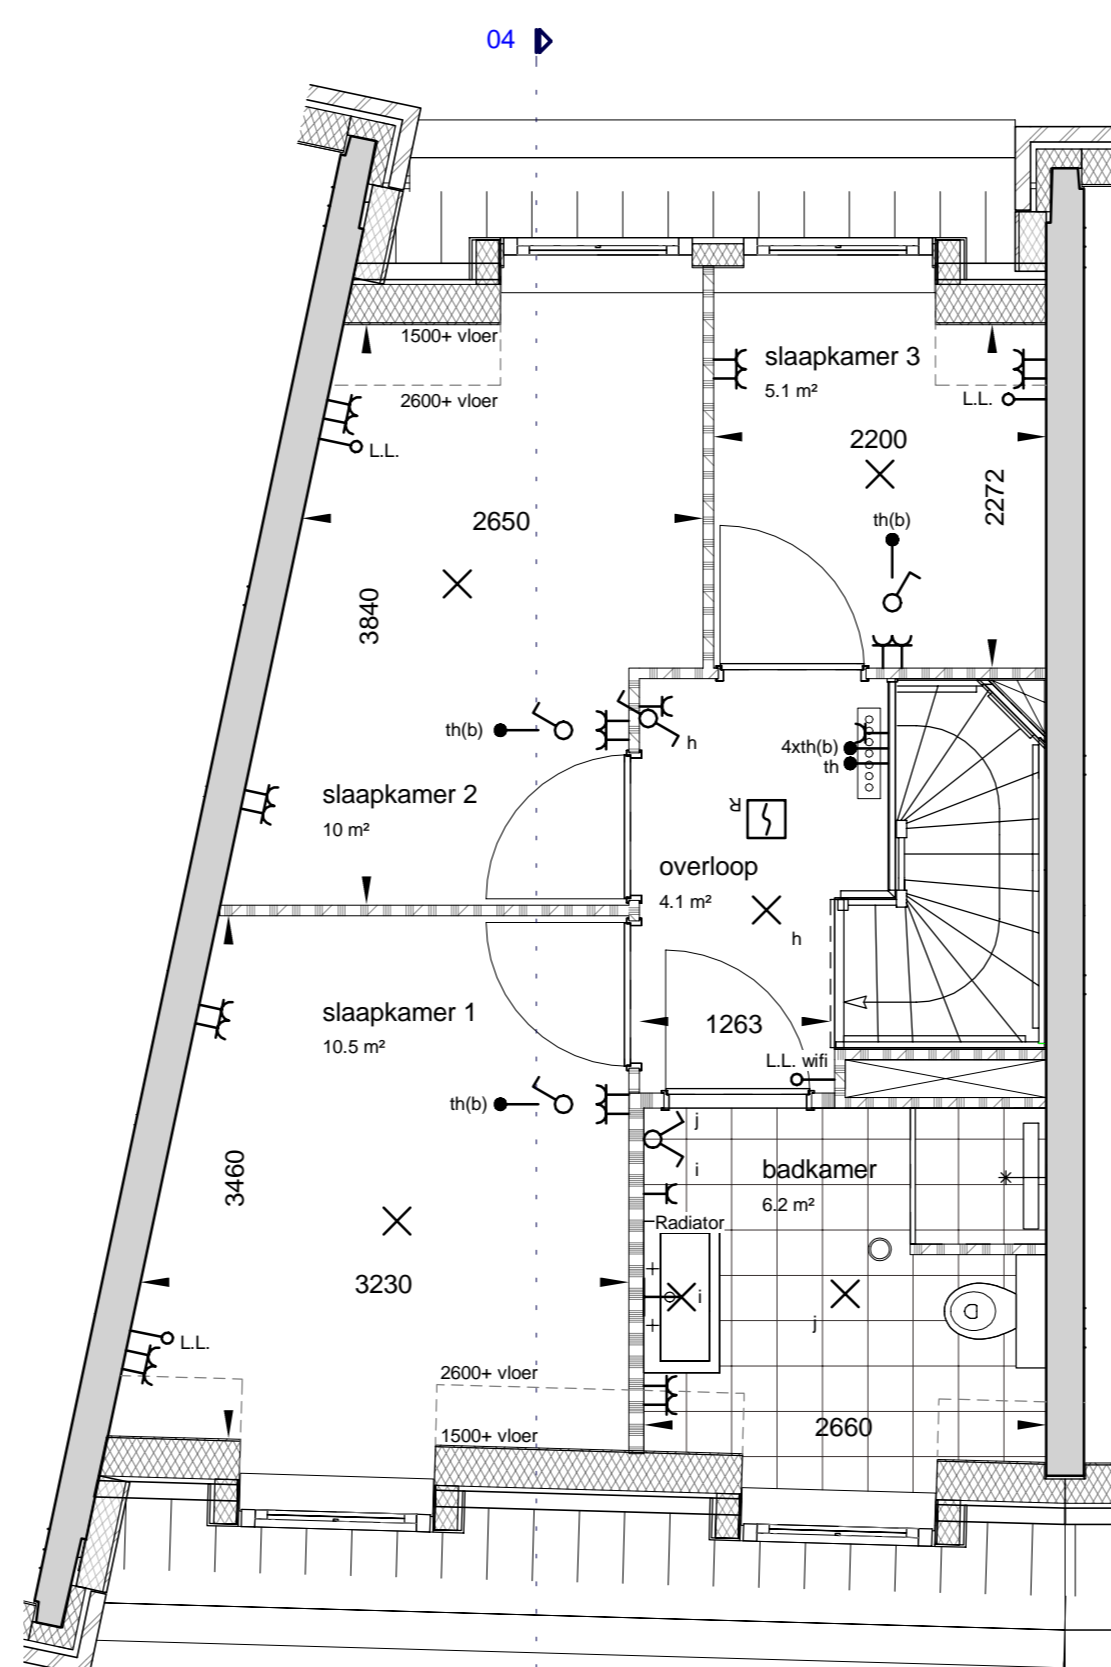 04
1500+ vloer
2600+ vloer
L.L.
slaapkamer 3
5.1 m²
L.L.
2200
2272
th(b)
2650
3840
th(b)
h
4xth(b)
th
R
slaapkamer 2
10 m²
overloop
4.1 m²
h
slaapkamer 1
10.5 m²
1263
L.L. wifi
th(b)
j
i
badkamer
6.2 m²
3460
Radiator
3230
i
j
L.L.
2600+ vloer
1500+ vloer
2660